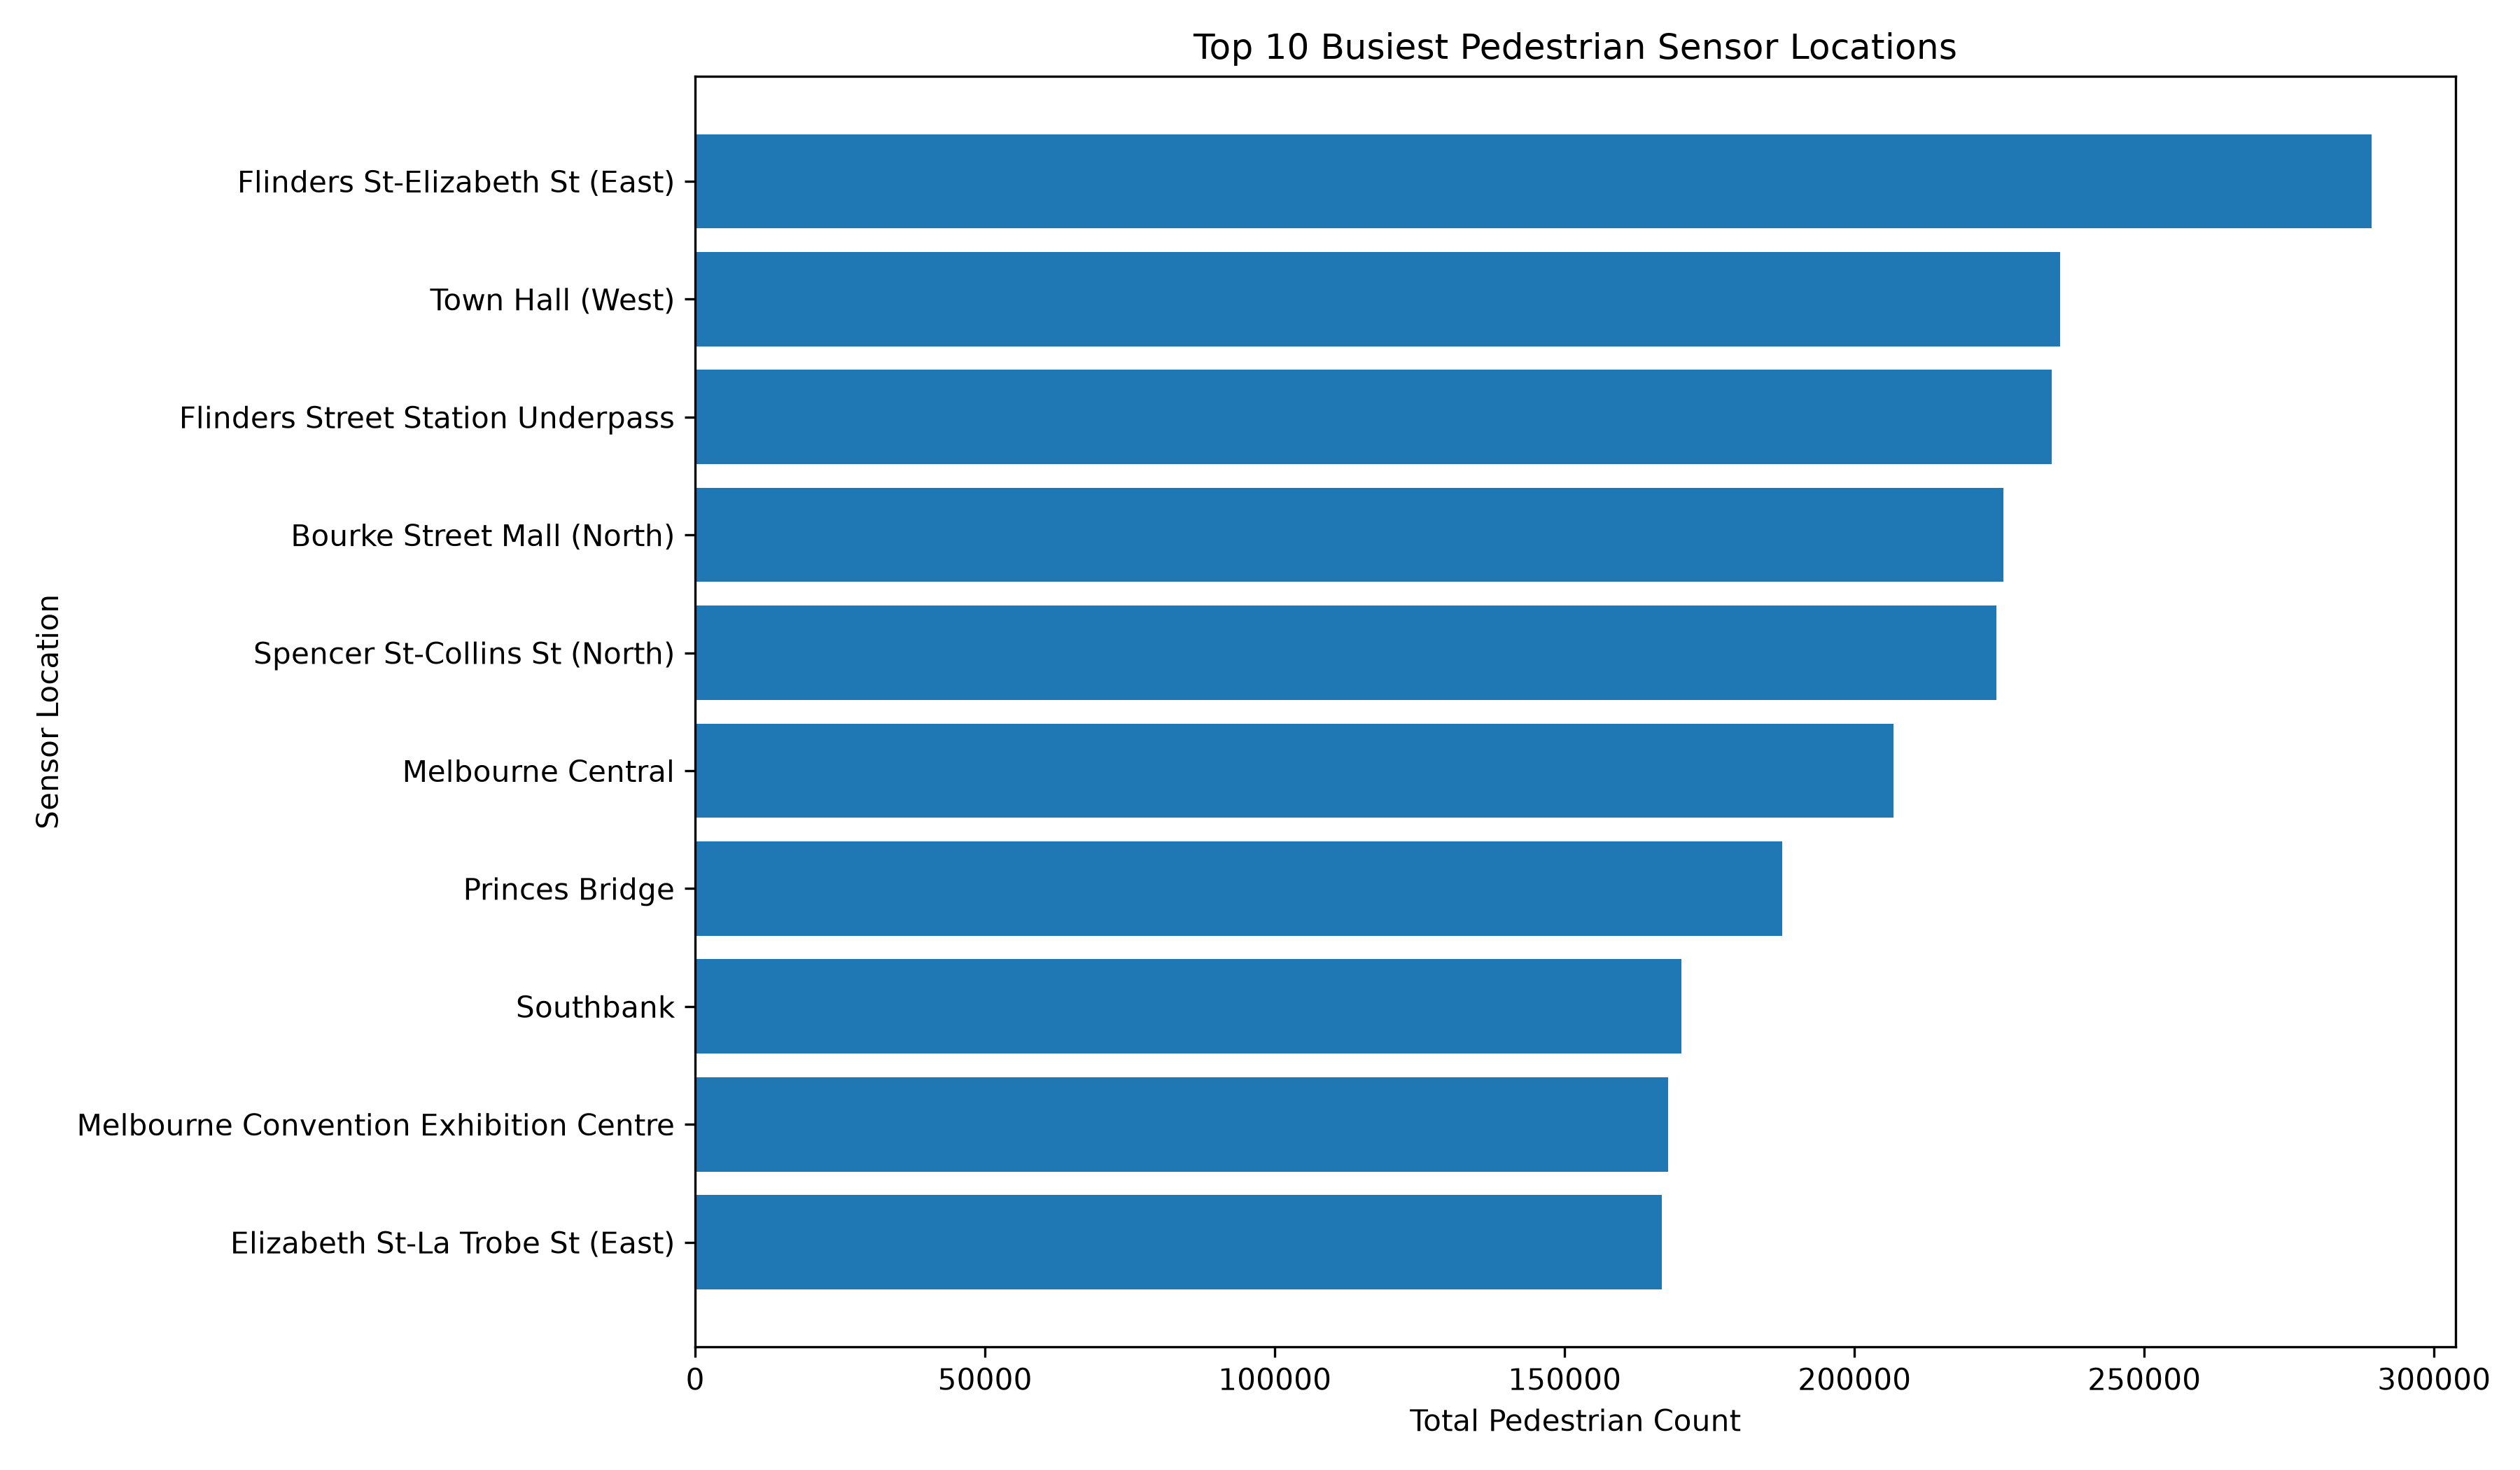 Top 10 Busiest Pedestrian Sensor Locations
Sensor Location
Flinders St-Elizabeth St (East)
Town Hall (West)
Flinders Street Station Underpass
Bourke Street Mall (North)
Spencer St-Collins St (North)
Melbourne Central
Princes Bridge
Southbank
Melbourne Convention Exhibition Centre
Elizabeth St-La Trobe St (East)
0 50000 100000 150000 200000 250000 300000
Total Pedestrian Count